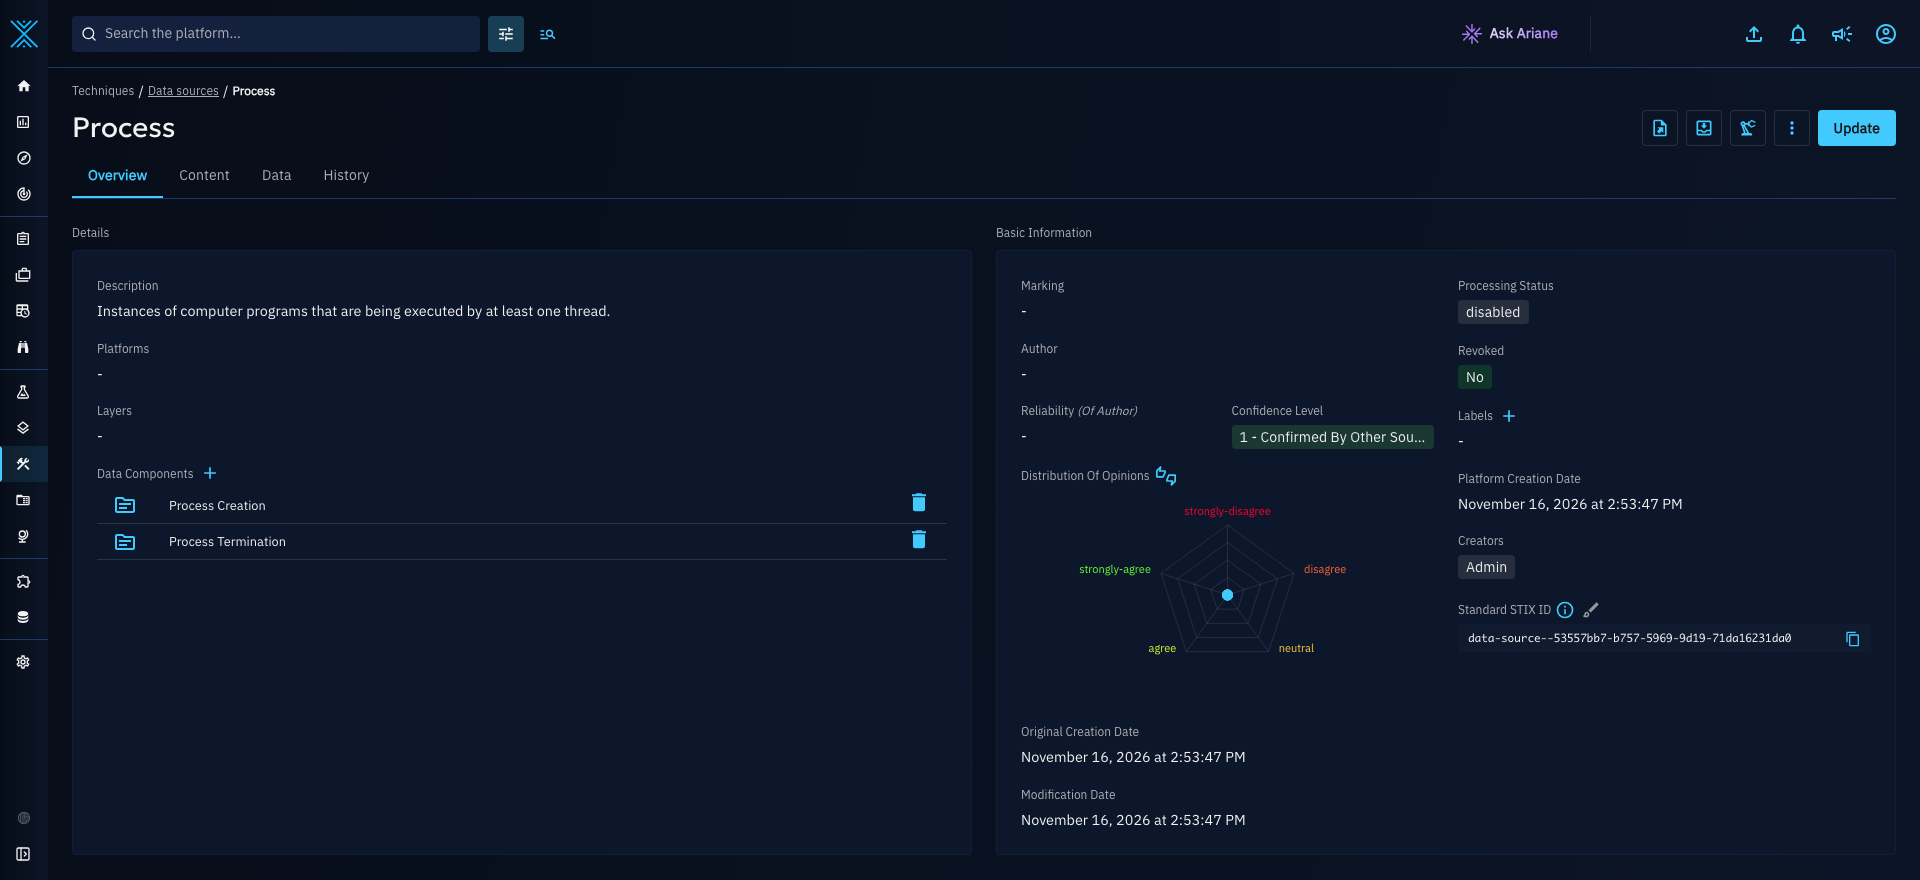 Search the platform...
Ask Ariane
Techniques / Data sources / Process
Process
Update
Overview
Content
Data
History
Details
Description
Instances of computer programs that are being executed by at least one thread.
Platforms
-
Layers
-
Data Components
Process Creation
Process Termination
Basic Information
Marking
-
Author
-
Reliability (Of Author)
-
Confidence Level
1 - Confirmed By Other Sou...
Distribution Of Opinions
strongly-disagree
strongly-agree
disagree
agree
neutral
Original Creation Date
November 16, 2026 at 2:53:47 PM
Modification Date
November 16, 2026 at 2:53:47 PM
Processing Status
disabled
Revoked
No
Labels
-
Platform Creation Date
November 16, 2026 at 2:53:47 PM
Creators
Admin
Standard STIX ID
data-source--53557bb7-b757-5969-9d19-71da16231da0